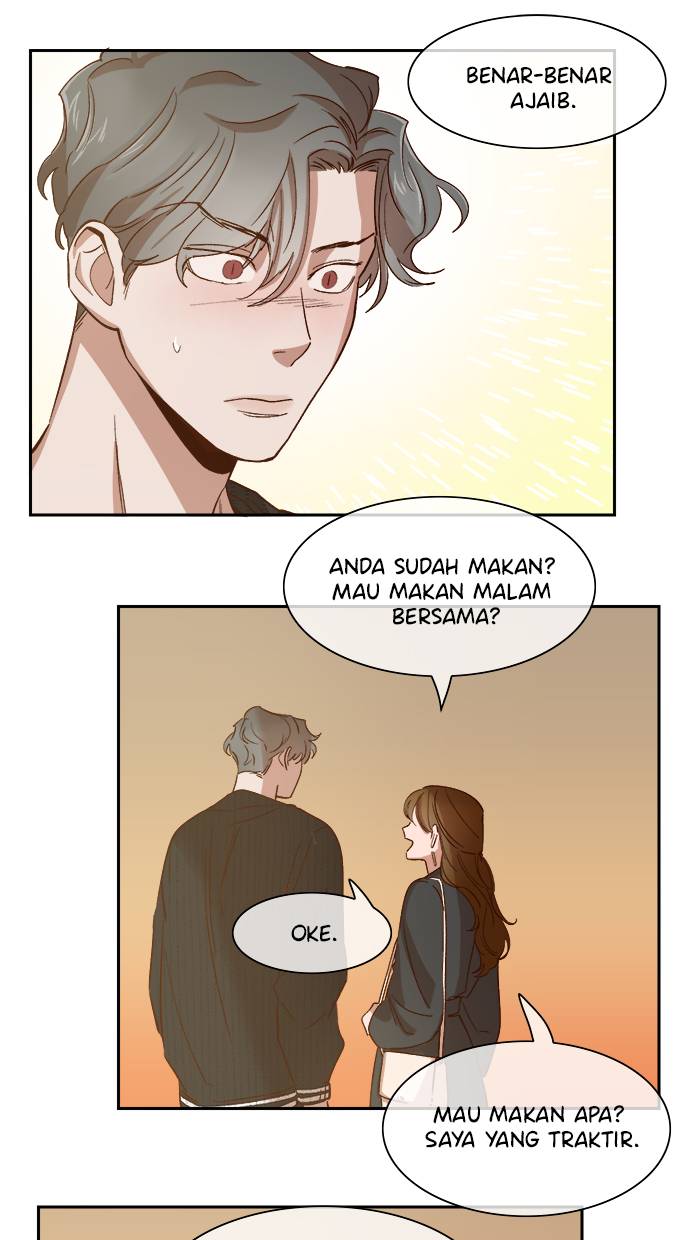 BENAR-BENAR
AJAIB.
ANDA SUDAH MAKAN?
MAU MAKAN MALAM
BERSAMA?
OKE.
MAU MAKAN APA?
SAYA YANG TRAKTIR.